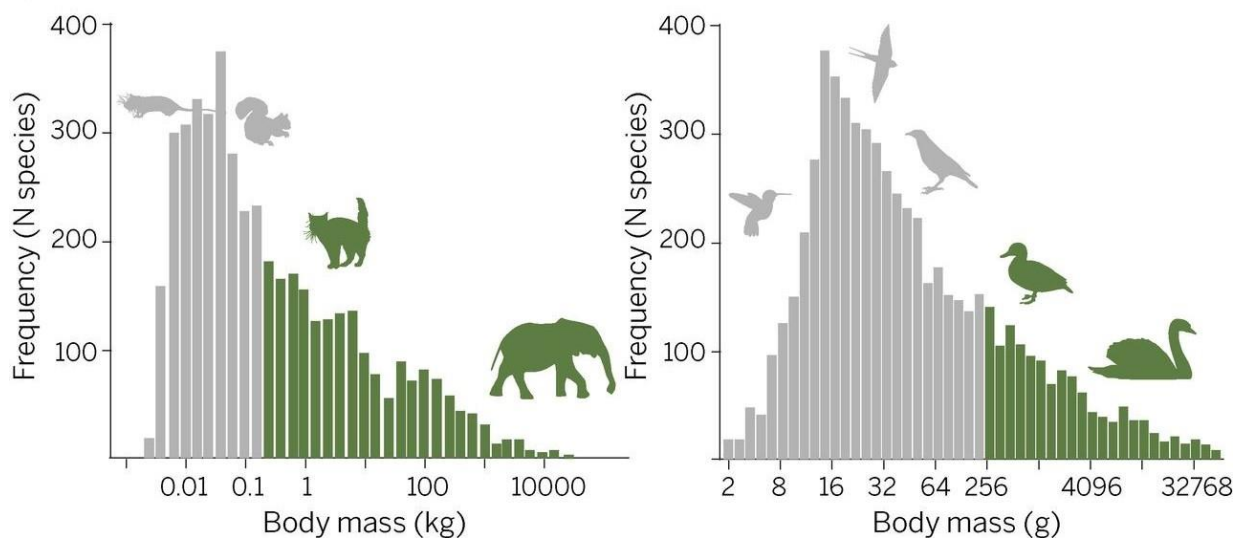 400
300
200
100
Frequency (N species)
0.01 0.1 1 100 10000
Body mass (kg)
400
300
200
100
Frequency (N species)
2 8 16 32 64 256 4096 32768
Body mass (g)